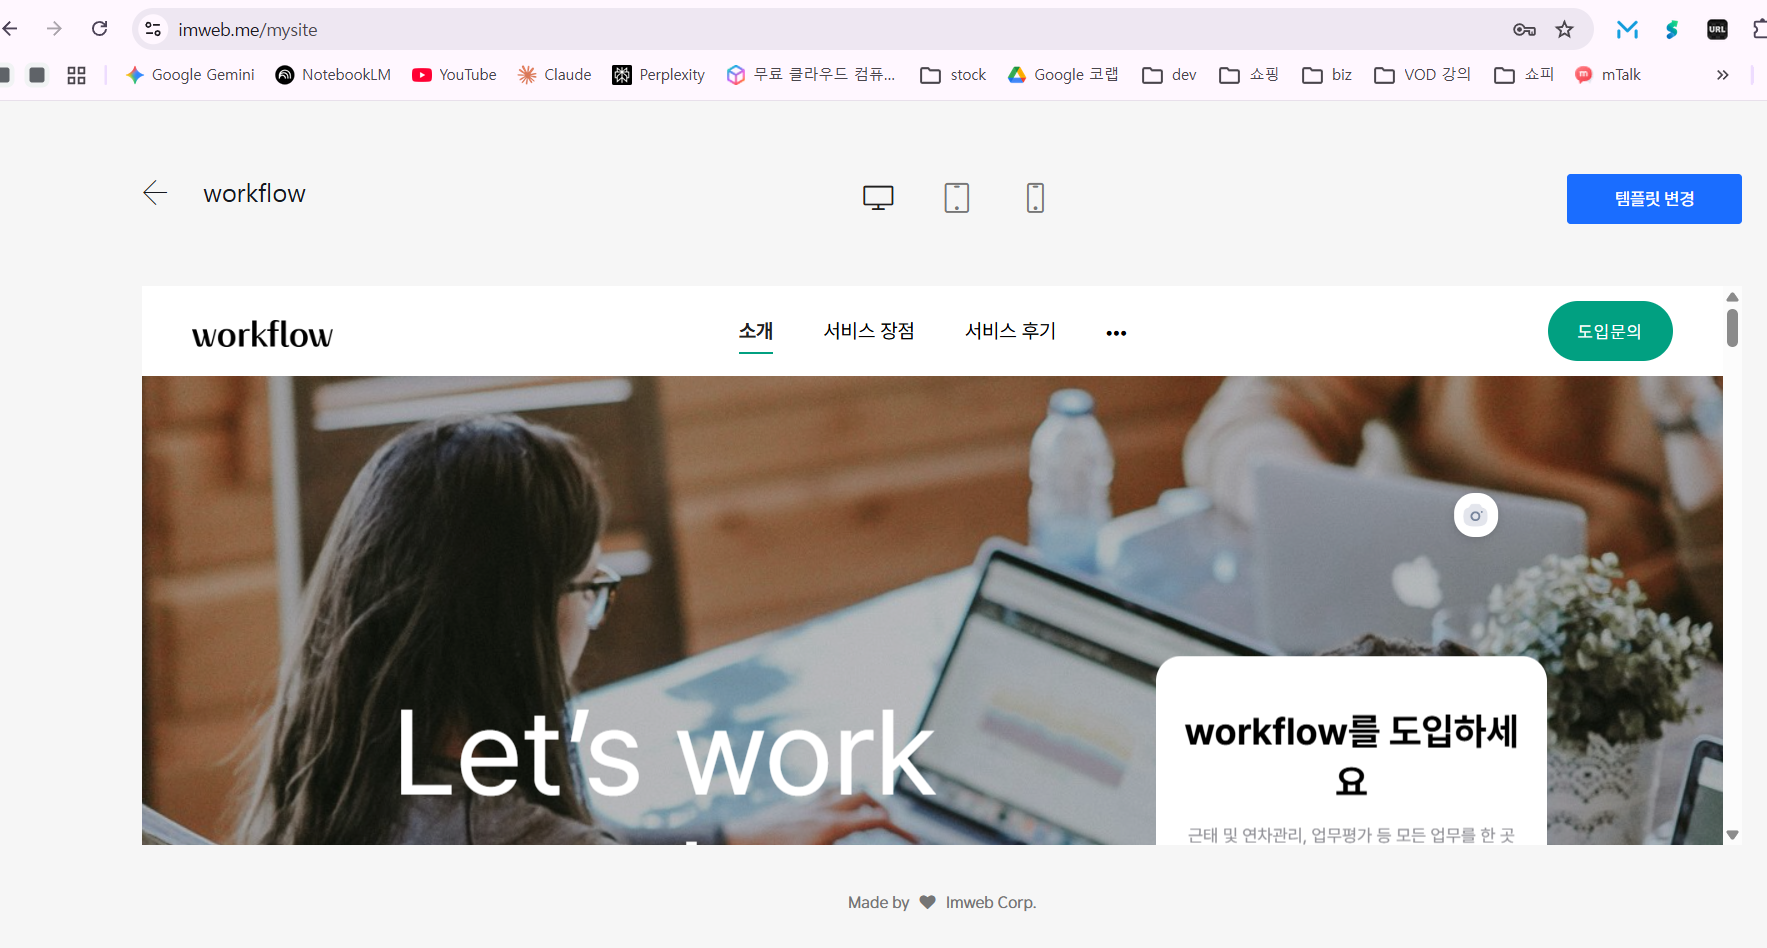 imweb.me/mysite
URL
Google Gemini
NotebookLM
YouTube
Claude
Perplexity
무료 클라우드 컴퓨...
stock
Google 코랩
dev
쇼핑
biz
VOD 강의
쇼피
m
mTalk
workflow
템플릿 변경
workflow
소개
서비스 장점
서비스 후기
도입문의
Let's work
workflow를 도입하세
요
근태 및 연차관리, 업무평가 등 모든 업무를 한 곳
Made by ♥ Imweb Corp.